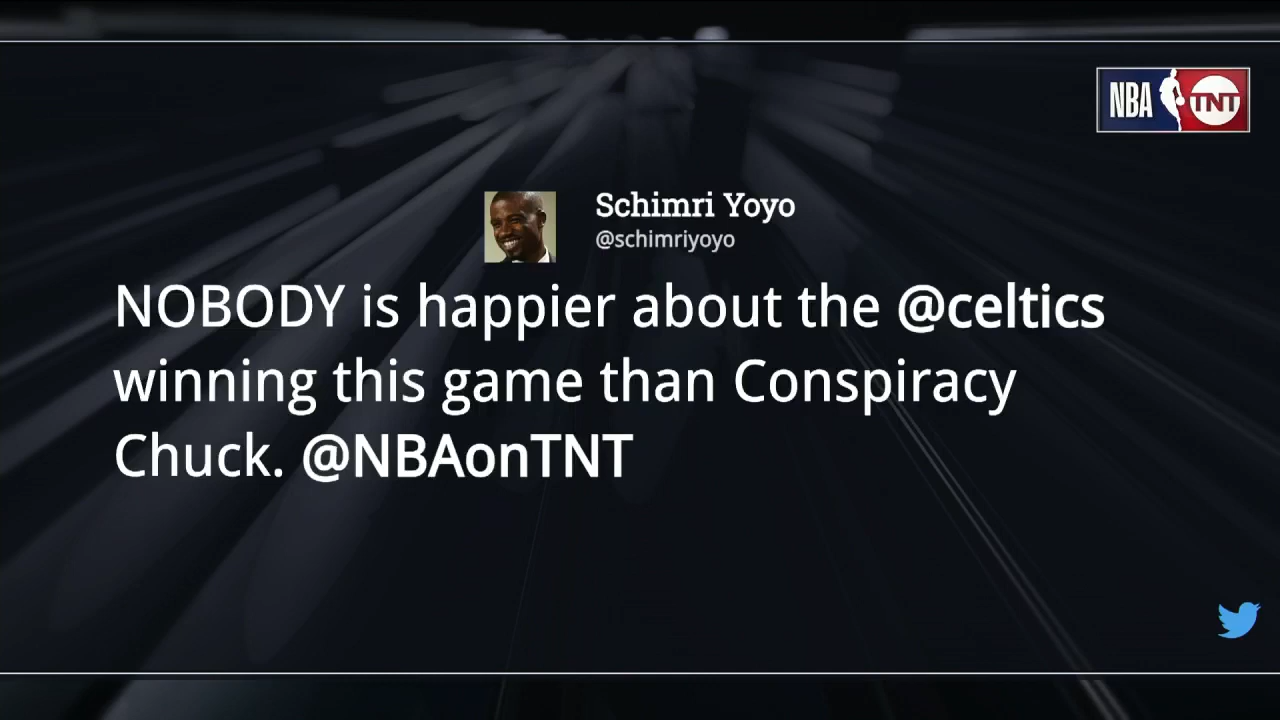 NBA TNT
Schimri Yoyo
@schimriyoyo
NOBODY is happier about the @celtics
winning this game than Conspiracy
Chuck. @NBAonTNT